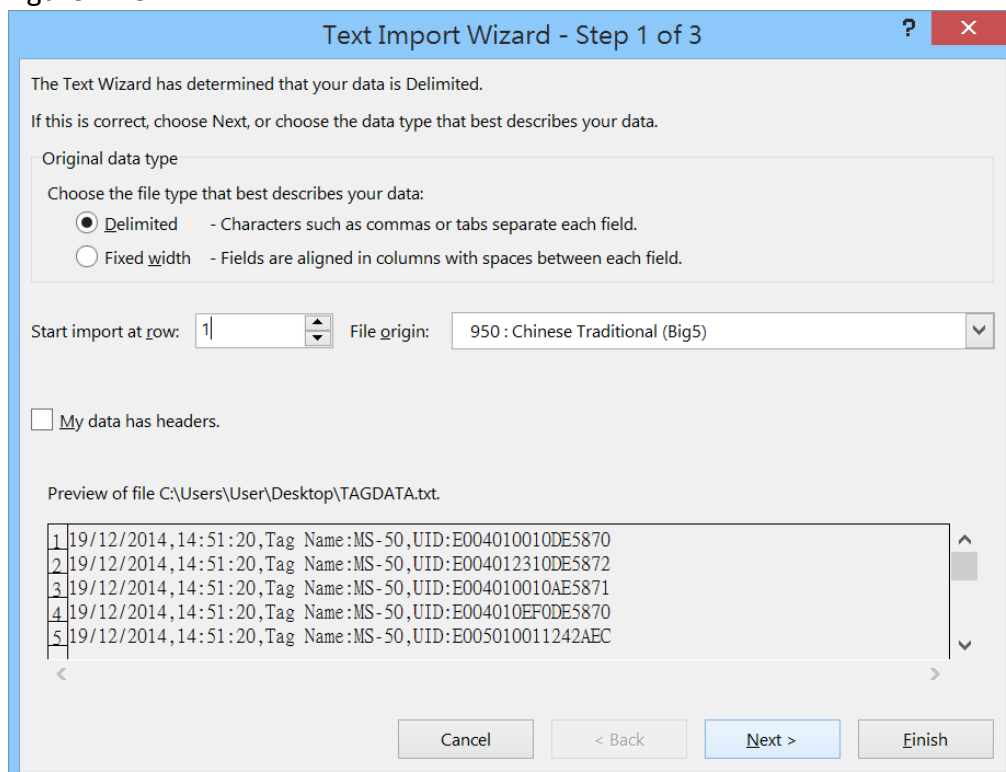 Text Import Wizard - Step 1 of 3 ?
The Text Wizard has determined that your data is Delimited.
If this is correct, choose Next, or choose the data type that best describes your data.
Original data type
Choose the file type that best describes your data:
Delimited - Characters such as commas or tabs separate each field.
Fixed width - Fields are aligned in columns with spaces between each field.
Start import at row: 1 File origin: 950 : Chinese Traditional (Big5)
My data has headers.
Preview of file C:\Users\User\Desktop\TAGDATA.txt.
1 19/12/2014,14:51:20,Tag Name:MS-50,UID:E004010010DE5870
2 19/12/2014,14:51:20,Tag Name:MS-50,UID:E004012310DE5872
3 19/12/2014,14:51:20,Tag Name:MS-50,UID:E004010010AE5871
4 19/12/2014,14:51:20,Tag Name:MS-50,UID:E004010EF0DE5870
5 19/12/2014,14:51:20,Tag Name:MS-50,UID:E005010011242AEC
Cancel < Back Next > Finish